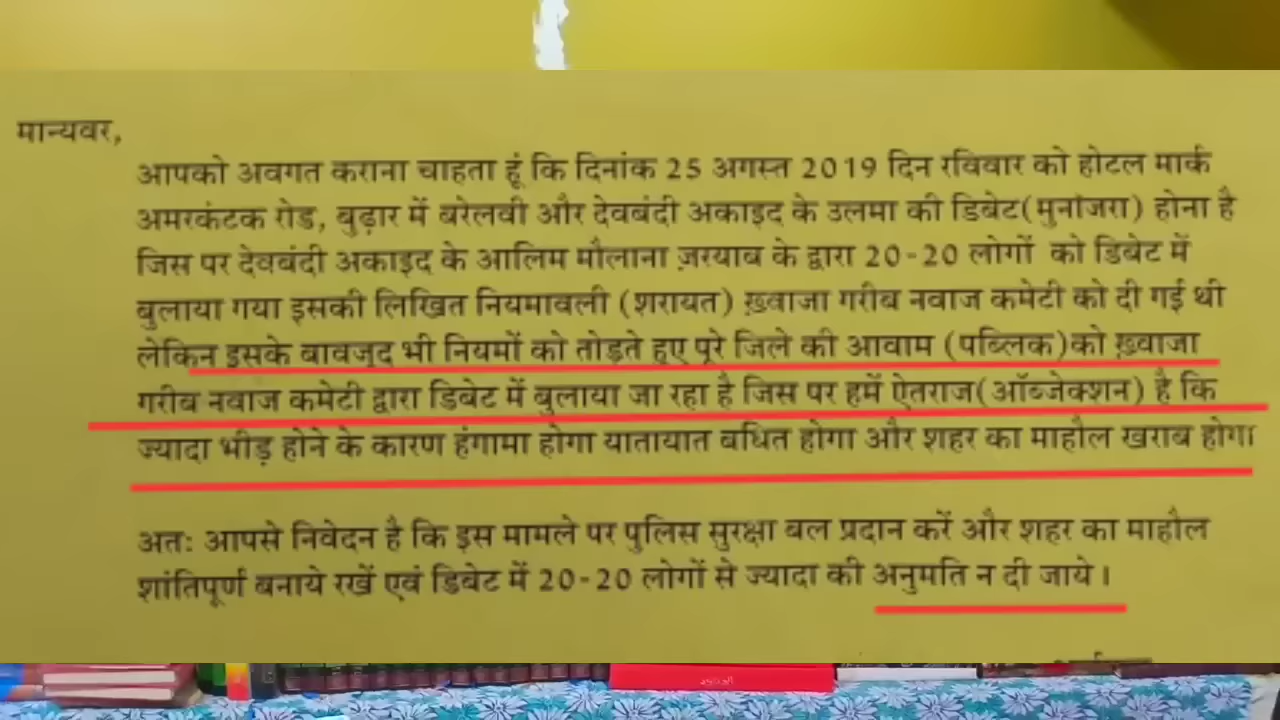 मान्यवर,
आपको अवगत कराना चाहता हूं कि दिनांक 25 अगस्त 2019 दिन रविवार को होटल मार्क
अमरकंटक रोड, बुढ़ार में बरेलवी और देवबंदी अकाइद के उलमा की डिबेट(मुनांजरा) होना है
जिस पर देवबंदी अकाइद के आलिम मौलाना ज़रयाब के द्वारा 20-20 लोगों को डिबेट में
बुलाया गया इसकी लिखित नियमावली (शरायत) ख़्वाजा गरीब नवाज कमेटी को दी गई थी
लेकिन इसके बावजूद भी नियमों को तोड़ते हुए पूरे जिले की आवाम (पब्लिक)को ख़्वाजा
गरीब नवाज कमेटी द्वारा डिबेट में बुलाया जा रहा है जिस पर हमें ऐतराज(ऑब्जेक्शन) है कि
ज्यादा भीड़ होने के कारण हंगामा होगा यातायात बधित होगा और शहर का माहौल खराब होगा
अतः आपसे निवेदन है कि इस मामले पर पुलिस सुरक्षा बल प्रदान करें और शहर का माहौल
शांतिपूर्ण बनाये रखें एवं डिबेट में 20-20 लोगों से ज्यादा की अनुमति न दी जाये।